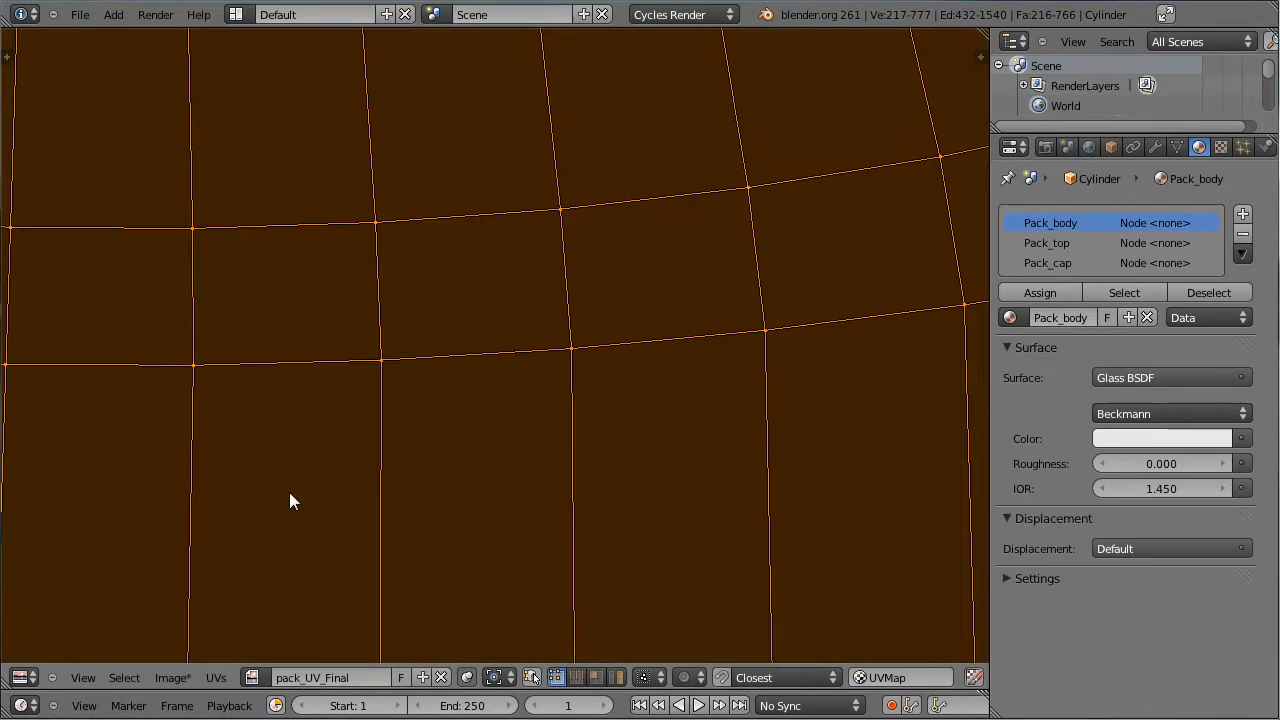 File Add Render Help Default Scene Cycles Render blender.org 261 | Ve:217-777 | Ed:432-1540 | Fa:216-766 | Cylinder
View Search All Scenes
Scene
RenderLayers |
World
Cylinder Pack_body
Pack_body Node <none>
Pack_top Node <none>
Pack_cap Node <none>
Assign Select Deselect
Pack_body F Data
Surface
Surface: Glass BSDF
Beckmann
Color:
Roughness: 0.000
IOR: 1.450
Displacement
Displacement: Default
Settings
View Select Image* UVs pack_UV_Final F Closest UVMap
View Marker Frame Playback Start: 1 End: 250 1 No Sync